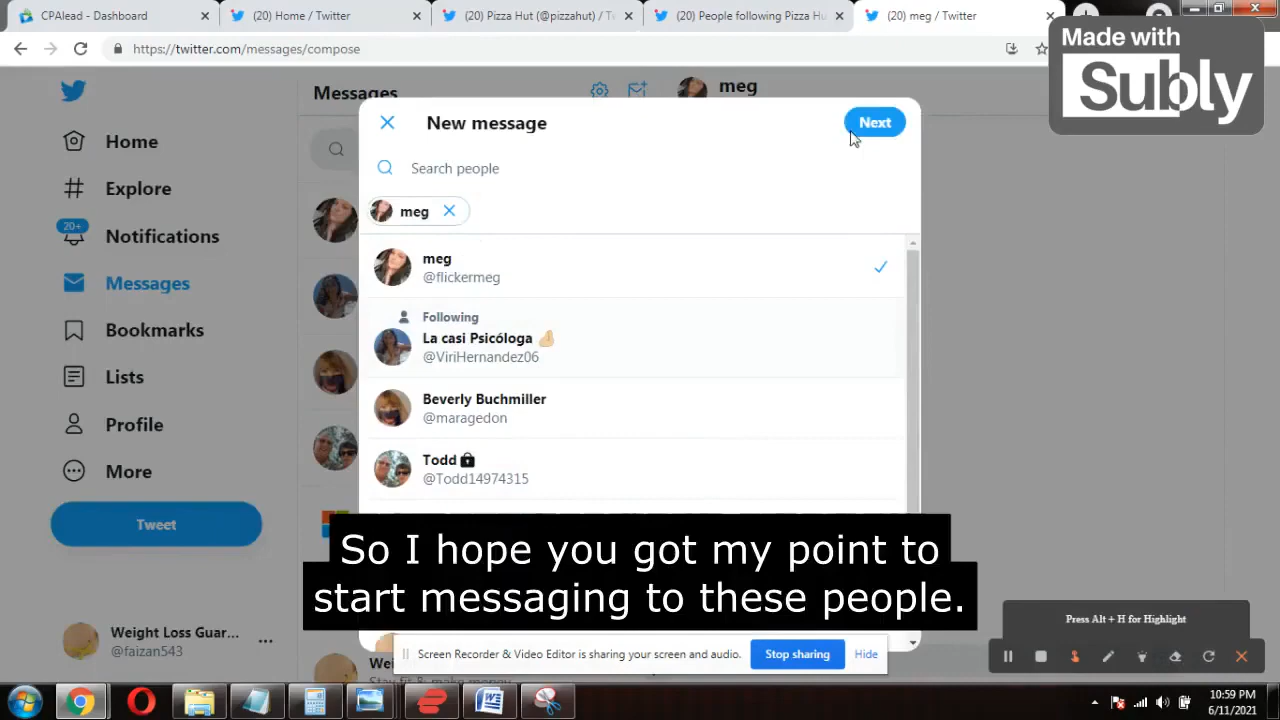 CPAlead - Dashboard
(20) Home / Twitter
(20) Pizza Hut (@pizzahut) / T
(20) People following Pizza Hu
(20) meg / Twitter
https://twitter.com/messages/compose
Made with
Subly
Messages
meg
New message
Next
Home
Search people
Explore
meg
20+
Notifications
meg
@flickermeg
Messages
Following
La casi Psicóloga
@ViriHernandez06
Bookmarks
Lists
Beverly Buchmiller
@maragedon
Profile
More
Todd
@Todd14974315
Tweet
So I hope you got my point to
start messaging to these people.
Press Alt + H for Highlight
Weight Loss Guar...
@faizan543
Screen Recorder & Video Editor is sharing your screen and audio.
Stop sharing
Hide
10:59 PM
6/11/2021